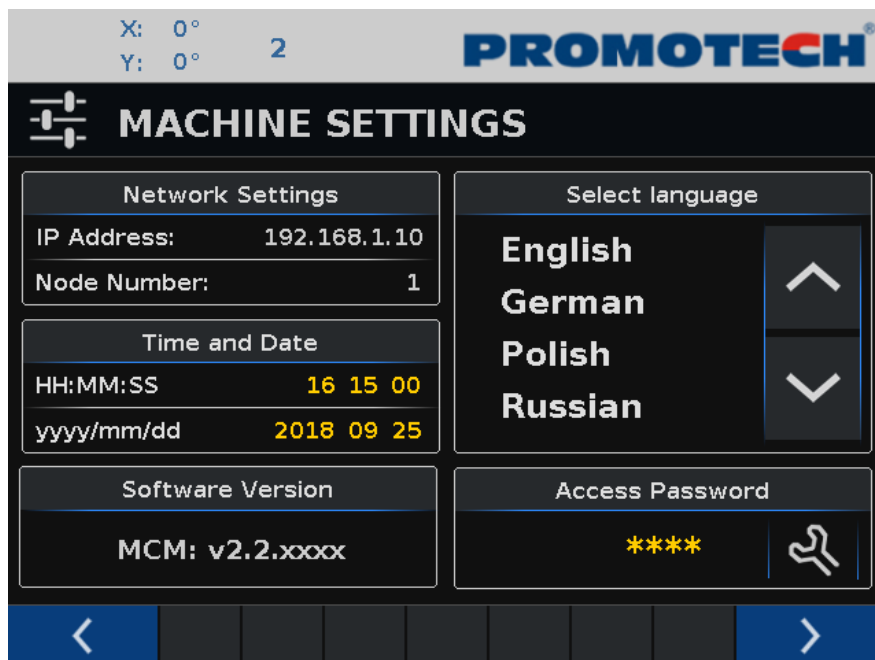 X: 0°
Y: 0°
2
PROMOTECH®
MACHINE SETTINGS
Network Settings
IP Address: 192.168.1.10
Node Number: 1
Time and Date
HH:MM:SS 16 15 00
yyyy/mm/dd 2018 09 25
Software Version
MCM: v2.2.xxxx
Select language
English
German
Polish
Russian
Access Password
****